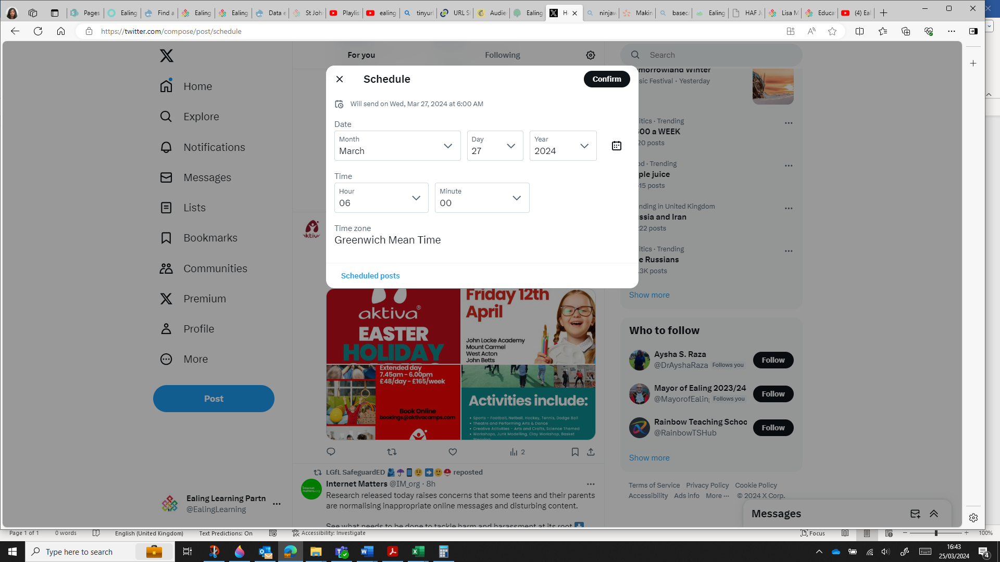 Pages
Ealing
Find a
Ealing
Ealing
Data e
St Joh
Playlis
ealing
tinyurl
URL S
Audie
Ealing
ninjaw
Makin
baseca
Ealing
HAF Ju
Lisa M
Educa
(4) Eal
https://twitter.com/compose/post/schedule
For you
Following
Search
Home
Explore
Notifications
Messages
Lists
Bookmarks
Communities
Premium
Profile
More
Post
Ealing Learning Partn
@EalingLearning
Schedule
Confirm
Will send on Wed, Mar 27, 2024 at 6:00 AM
Date
Month
March
Day
27
Year
2024
Time
Hour
06
Minute
00
Time zone
Greenwich Mean Time
Scheduled posts
aktiva®
EASTER
HOLIDAY
Friday 12th
April
John Locke Academy
Mount Carmel
West Acton
John Betts
Extended day
7.45am - 6.00pm
£48/day - £165/week
Book Online
bookings@aktivacamps.com
Activities include:
• Sports - Football, Netball, Hockey, Tennis, Dodge Ball
• Theatre and Performing Arts & Dance
• Creative Activities - Arts and Crafts, Science Themed
• Workshops, Junk Modelling, Clay Workshop, Basket
Weaving
2
LGfL SafeguardED reposted
Internet Matters @IM_org · 8h
Research released today raises concerns that some teens and their parents
are normalising inappropriate online messages and disturbing content.
See what needs to be done to tackle harm and harassment at its root
morrowland Winter
sic Festival · Yesterday
itics · Trending
00 a WEEK
20 posts
od · Trending
ple juice
15 posts
nding in United Kingdom
ssia and Iran
22 posts
itics · Trending
e Russians
.3K posts
Show more
Who to follow
Aysha S. Raza
@DrAyshaRaza Follows you
Follow
Mayor of Ealing 2023/24
@MayorofEaling Follows you
Follow
Rainbow Teaching Schoo
@RainbowTSHub
Follow
Show more
Terms of Service Privacy Policy Cookie Policy
Accessibility Ads info More ··· © 2024 X Corp.
Messages
Page 1 of 1 0 words English (United Kingdom) Text Predictions: On Accessibility: Investigate
Focus
100%
Type here to search
16:43
25/03/2024
4